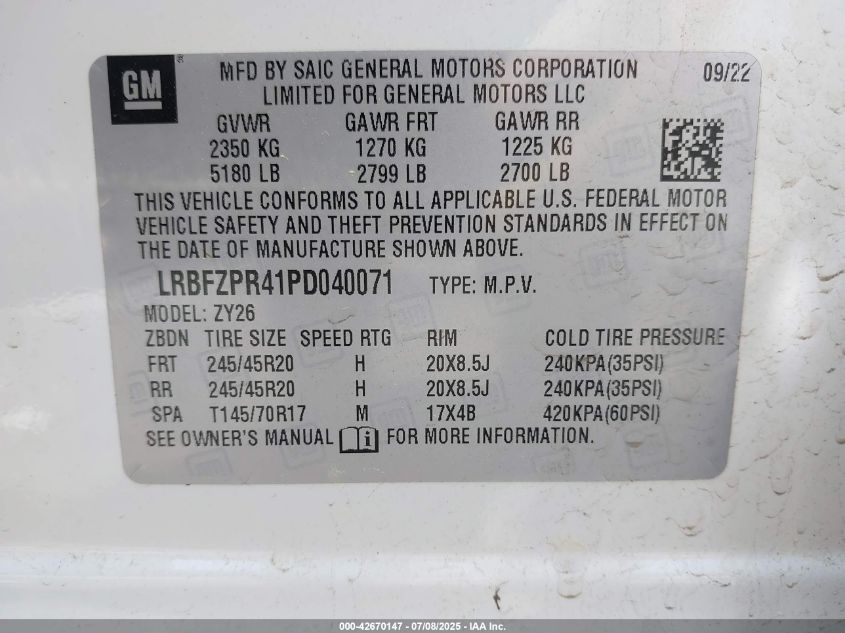 GM
®
MFD BY SAIC GENERAL MOTORS CORPORATION 09/22
LIMITED FOR GENERAL MOTORS LLC
GVWR GAWR FRT GAWR RR
2350 KG 1270 KG 1225 KG
5180 LB 2799 LB 2700 LB
THIS VEHICLE CONFORMS TO ALL APPLICABLE U.S. FEDERAL MOTOR
VEHICLE SAFETY AND THEFT PREVENTION STANDARDS IN EFFECT ON
THE DATE OF MANUFACTURE SHOWN ABOVE.
LRBFZPR41PD040071 TYPE: M.P.V.
MODEL: ZY26
ZBDN TIRE SIZE SPEED RTG RIM COLD TIRE PRESSURE
FRT 245/45R20 H 20X8.5J 240KPA(35PSI)
RR 245/45R20 H 20X8.5J 240KPA(35PSI)
SPA T145/70R17 M 17X4B 420KPA(60PSI)
SEE OWNER'S MANUAL i FOR MORE INFORMATION.
000-42670147 - 07/08/2025 - IAA Inc.